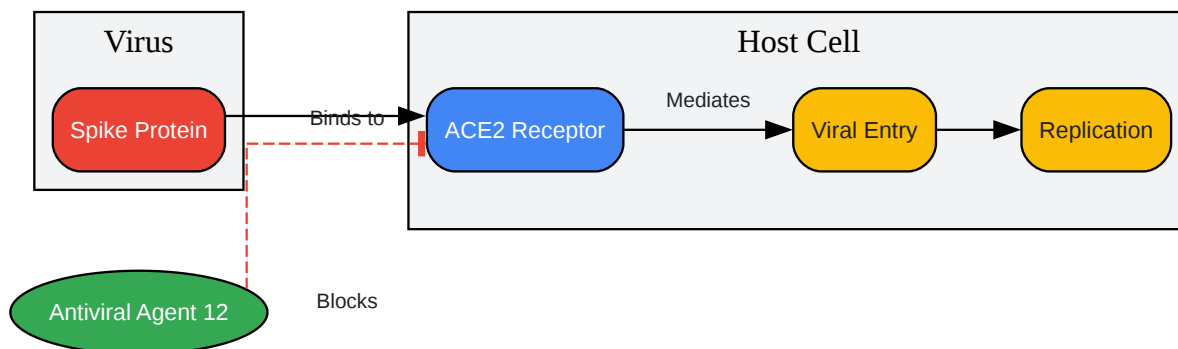 Virus
Host Cell
Spike Protein
Binds to
ACE2 Receptor
Mediates
Viral Entry
Replication
Antiviral Agent 12
Blocks